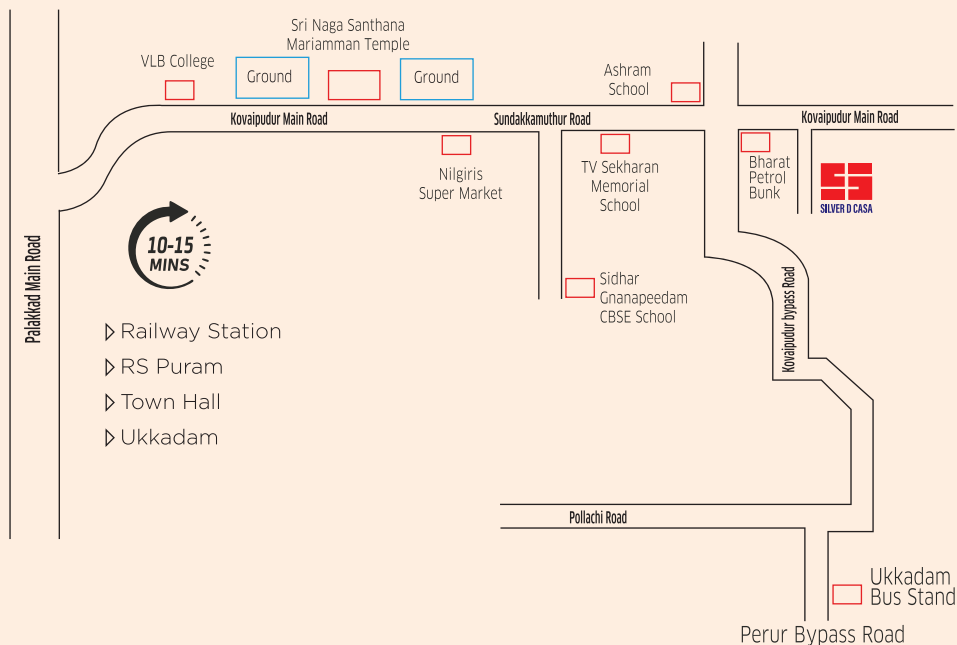 Sri Naga Santhana
Mariamman Temple
VLB College
Ground
Ground
Ashram
School
Kovaipudur Main Road
Sundakkamuthur Road
Kovaipudur Main Road
Nilgiris
Super Market
TV Sekharan
Memorial
School
Bharat
Petrol
Bunk
SS
SILVER D CASA
Palakkad Main Road
10-15
MINS
Sidhar
Gnanapeedam
CBSE School
Kovaipudur bypass Road
Railway Station
RS Puram
Town Hall
Ukkadam
Pollachi Road
Ukkadam
Bus Stand
Perur Bypass Road